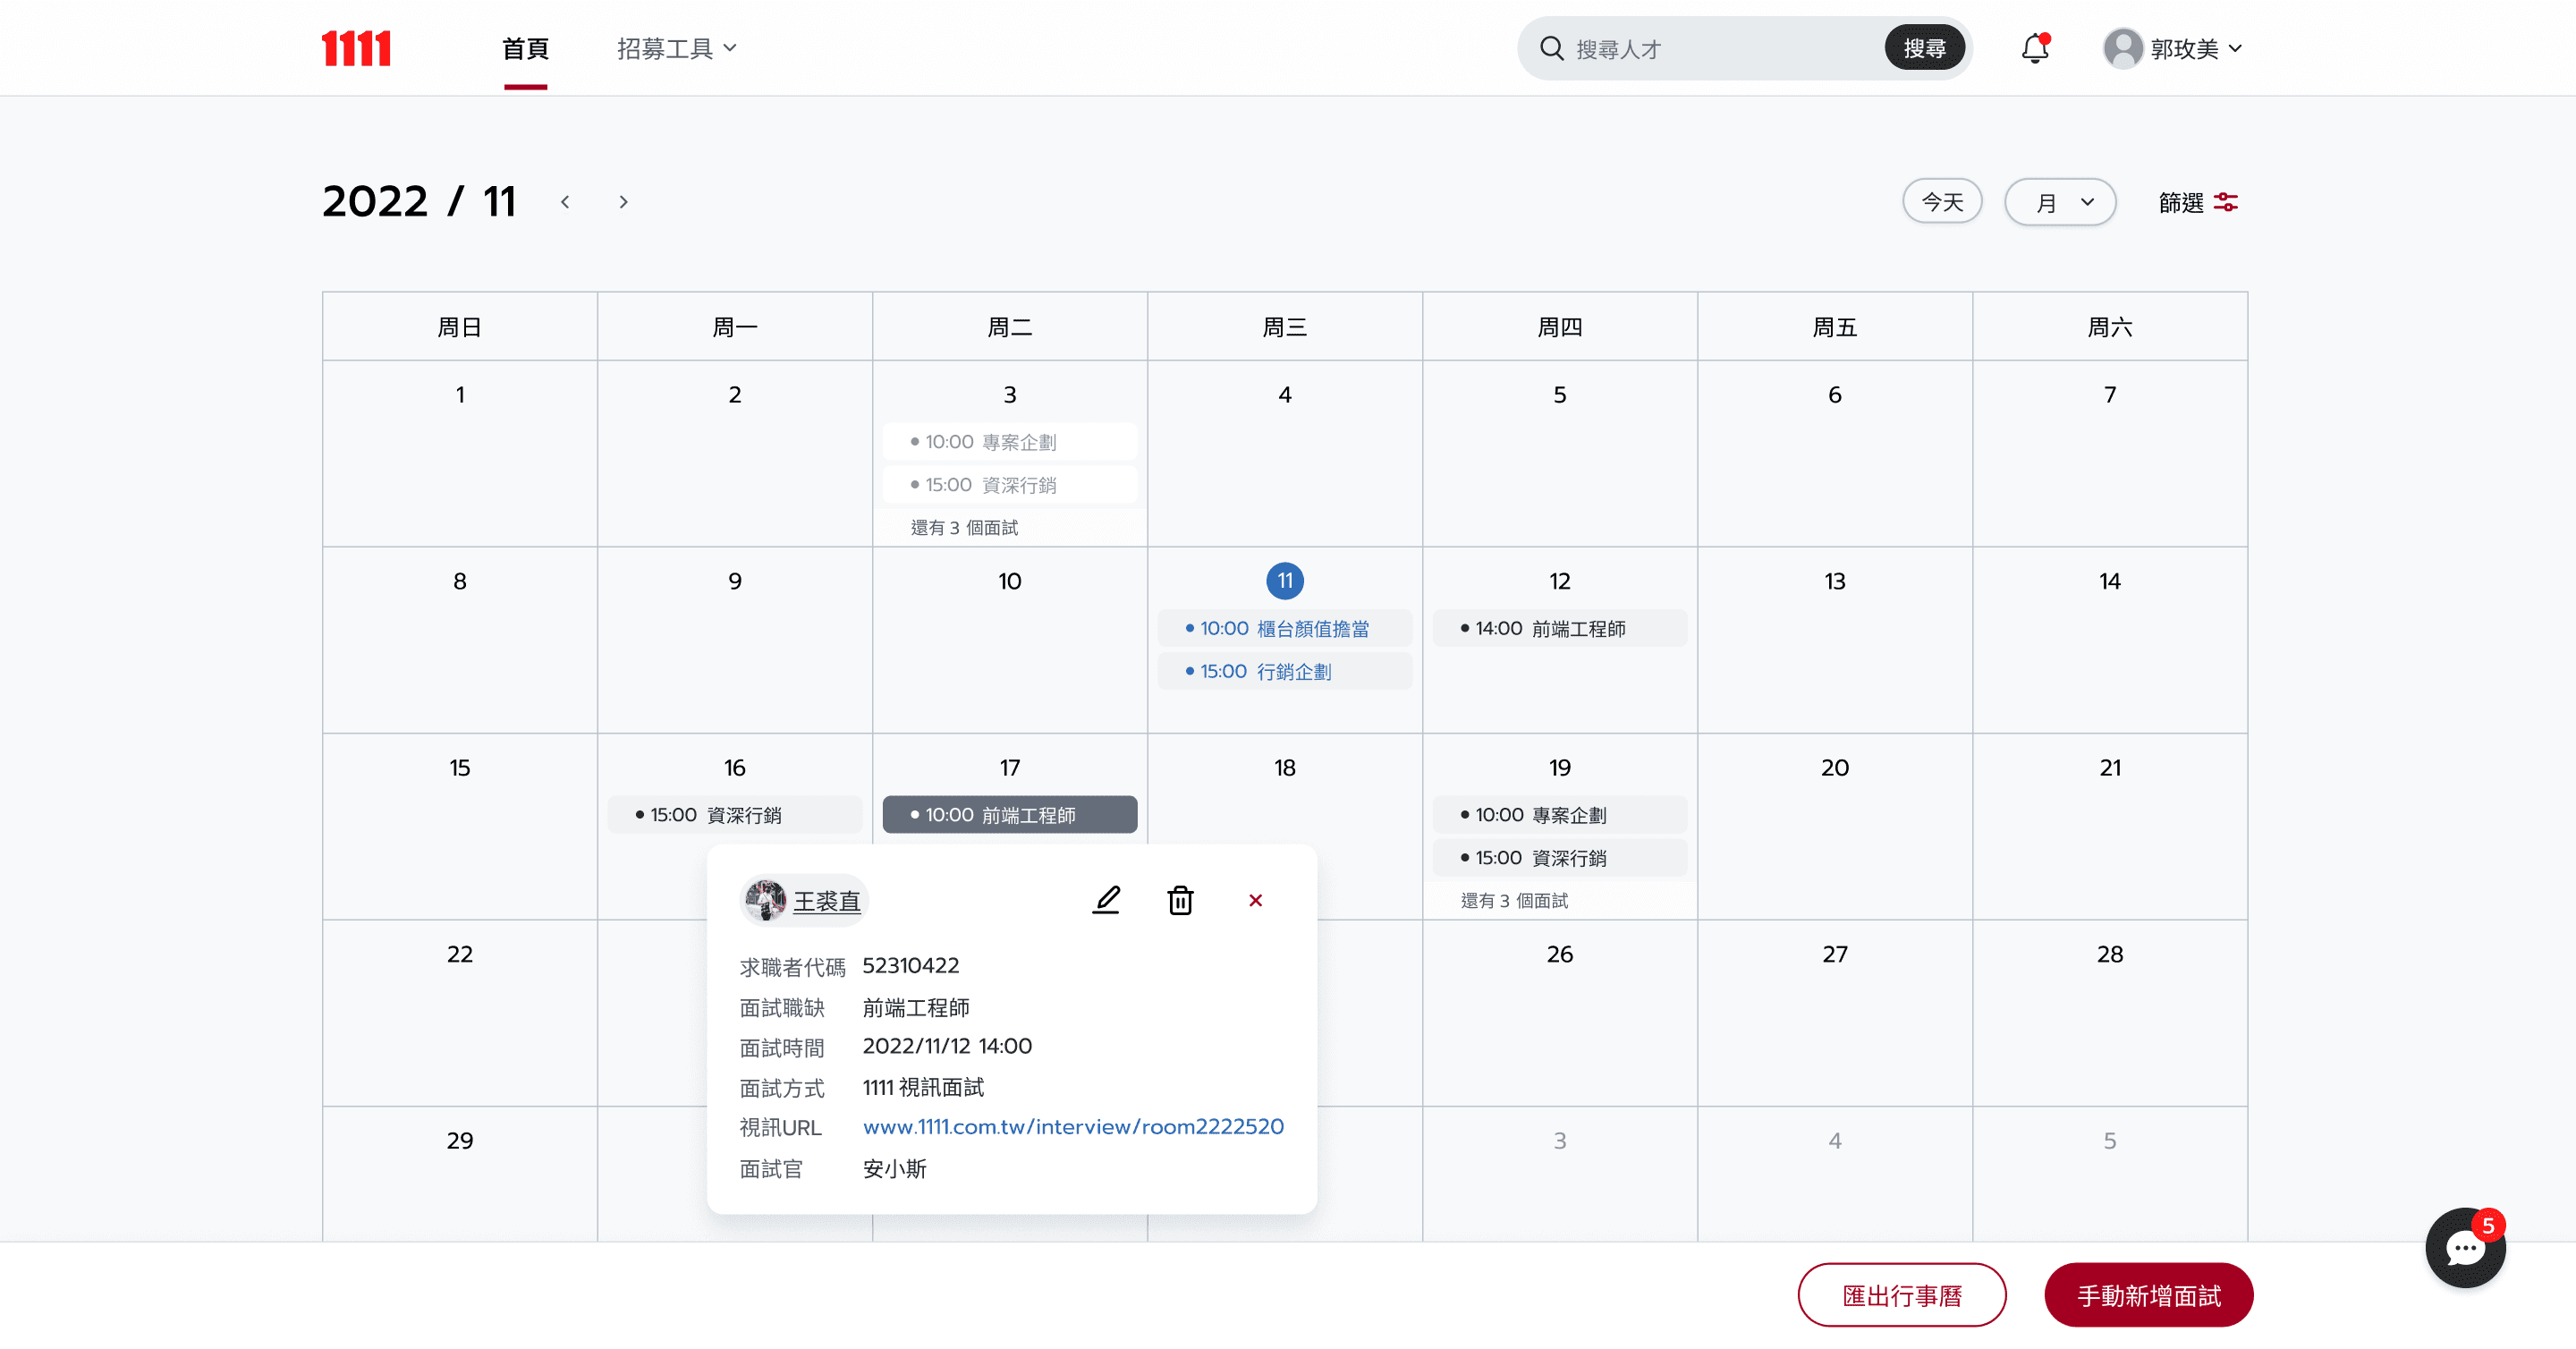 1111 首頁 招募工具 搜尋人才 搜尋 郭玫美
2022 / 11 今天 月 篩選
周日 周一 周二 周三 周四 周五 周六
1 2 3 4 5 6 7
10:00 專案企劃
15:00 資深行銷
還有 3 個面試
8 9 10 11 12 13 14
10:00 櫃台顏值擔當 14:00 前端工程師
15:00 行銷企劃
15 16 17 18 19 20 21
15:00 資深行銷 10:00 前端工程師 10:00 專案企劃
15:00 資深行銷
還有 3 個面試
王裘直
22 26 27 28
求職者代碼 52310422
面試職缺 前端工程師
面試時間 2022/11/12 14:00
面試方式 1111 視訊面試
視訊URL www.1111.com.tw/interview/room2222520
29 3 4 5
面試官 安小斯
5
匯出行事曆 手動新增面試